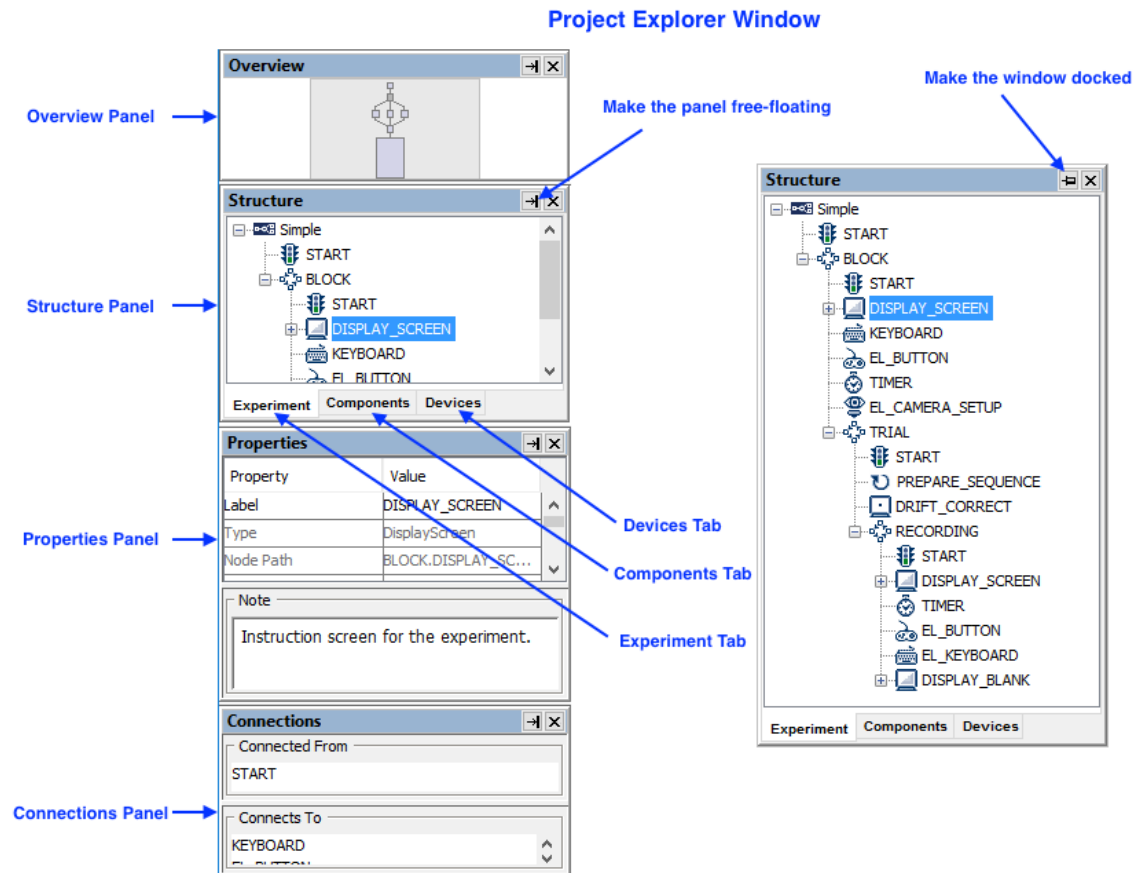 Project Explorer Window
Overview
Overview Panel
Make the panel free-floating
Make the window docked
Structure
Simple
START
BLOCK
START
DISPLAY_SCREEN
KEYBOARD
EL_BUTTON
Experiment
Components
Devices
Structure Panel
Properties
Property
Value
Label
DISPLAY_SCREEN
Type
DisplayScreen
Node Path
BLOCK.DISPLAY_SC...
Properties Panel
Note
Instruction screen for the experiment.
Devices Tab
Components Tab
Experiment Tab
Connections
Connected From
START
Connections Panel
Connects To
KEYBOARD
EL_BUTTON
Structure
Simple
START
BLOCK
START
DISPLAY_SCREEN
KEYBOARD
EL_BUTTON
TIMER
EL_CAMERA_SETUP
TRIAL
START
PREPARE_SEQUENCE
DRIFT_CORRECT
RECORDING
START
DISPLAY_SCREEN
TIMER
EL_BUTTON
EL_KEYBOARD
DISPLAY_BLANK
Experiment
Components
Devices